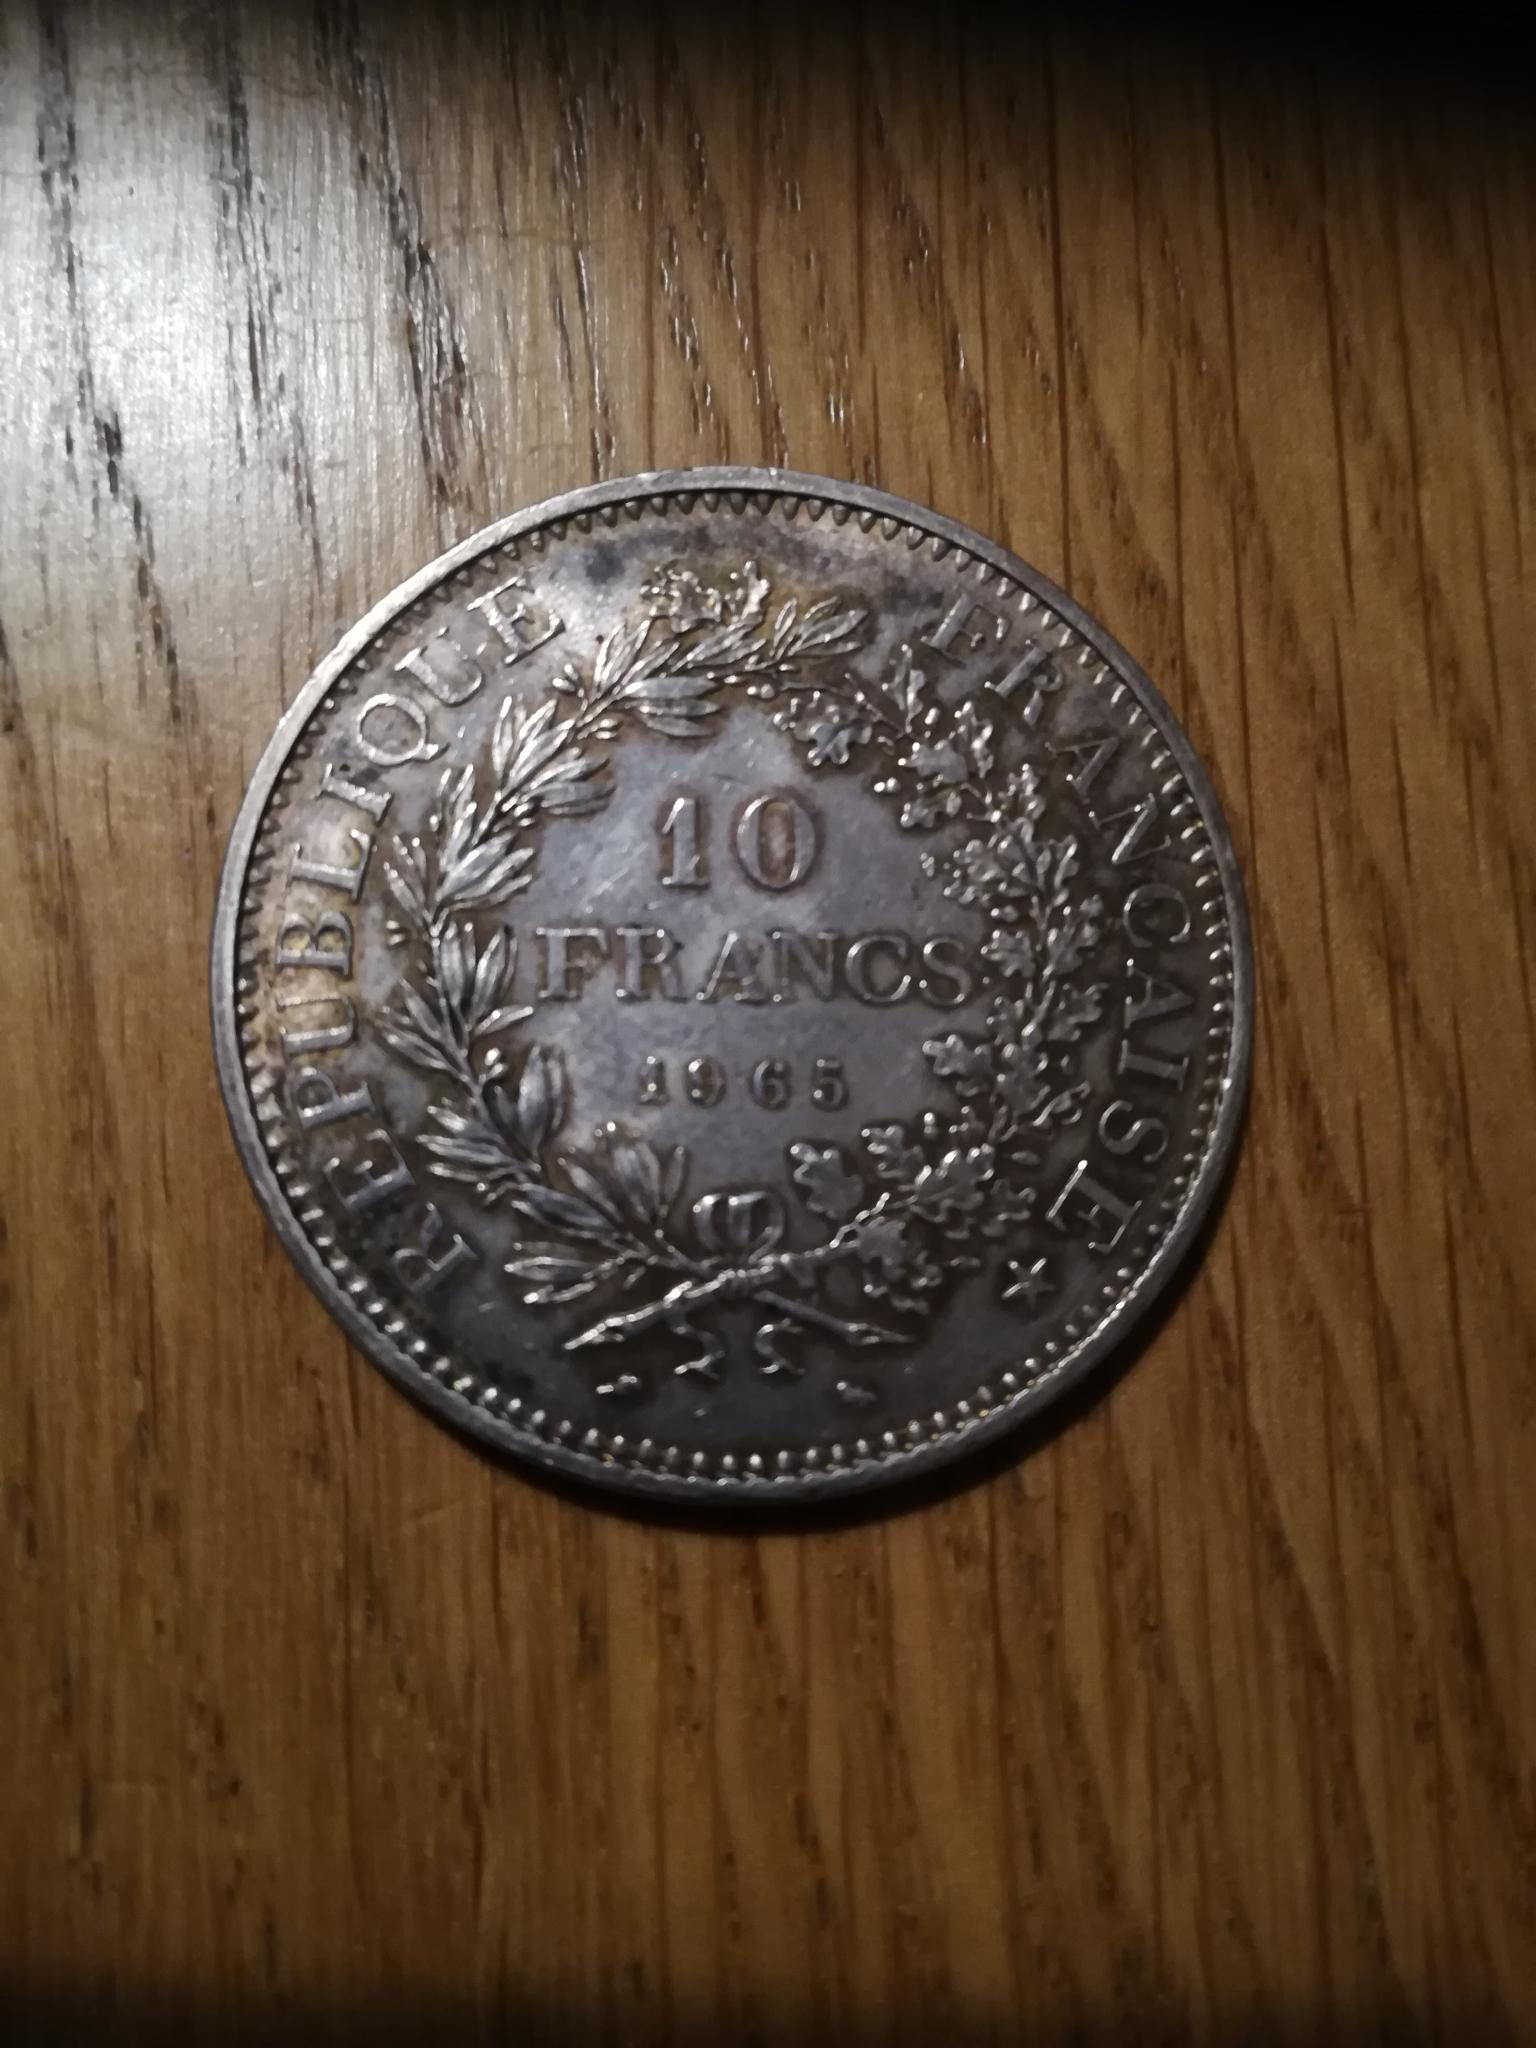 REPUBLIQUE FRANÇAISE
10
FRANCS
1965